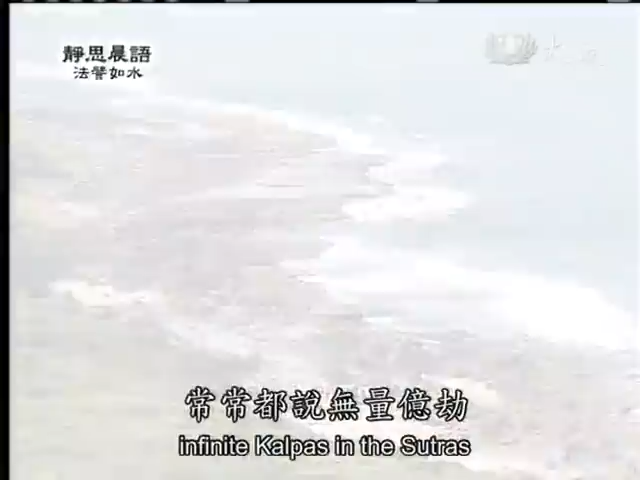 靜思晨語
法譬如水
常常都說無量億劫
infinite Kalpas in the Sutras